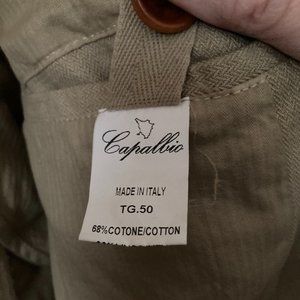 Capalbio
MADE IN ITALY
TG.50
68%COTONE/COTTON